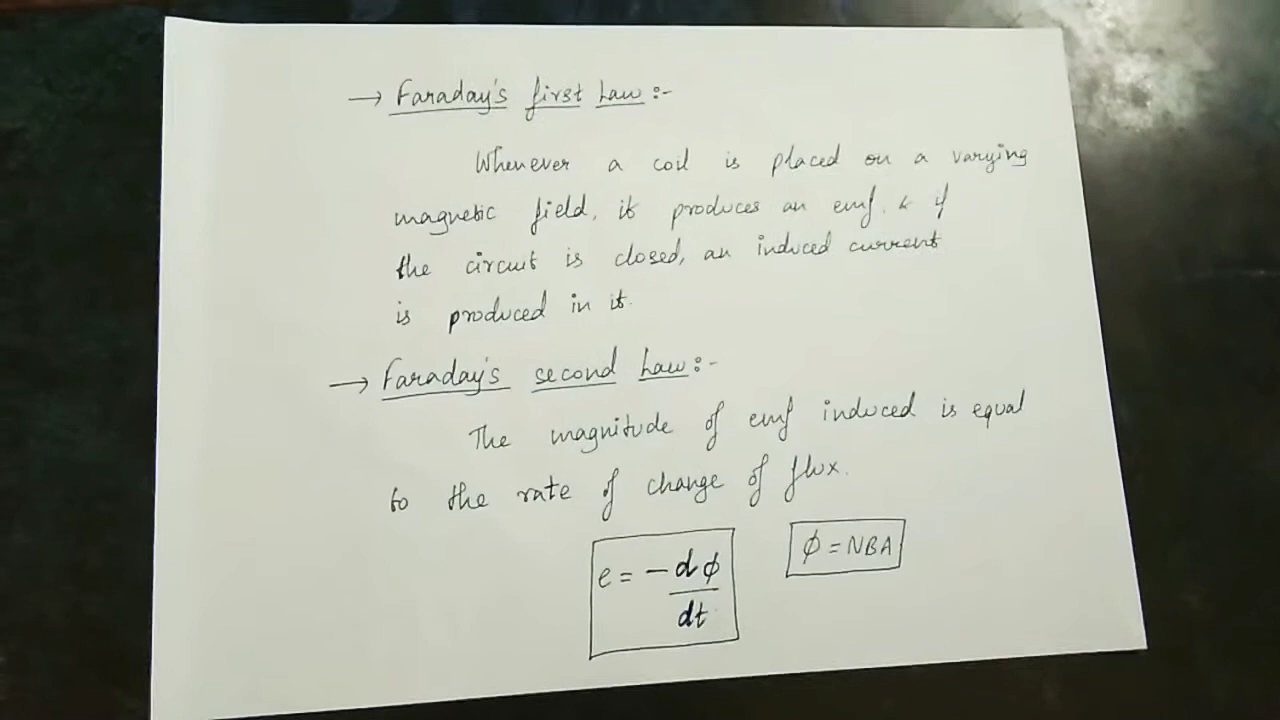 → Faraday's first Law :-
Whenever a coil is placed on a varying
magnetic field, it produces an emf. & if
the circuit is closed, an induced current
is produced in it.
→ Faraday's second Law :-
The magnitude of emf induced is equal
to the rate of change of flux.
e = -dϕ/dt
ϕ = NBA